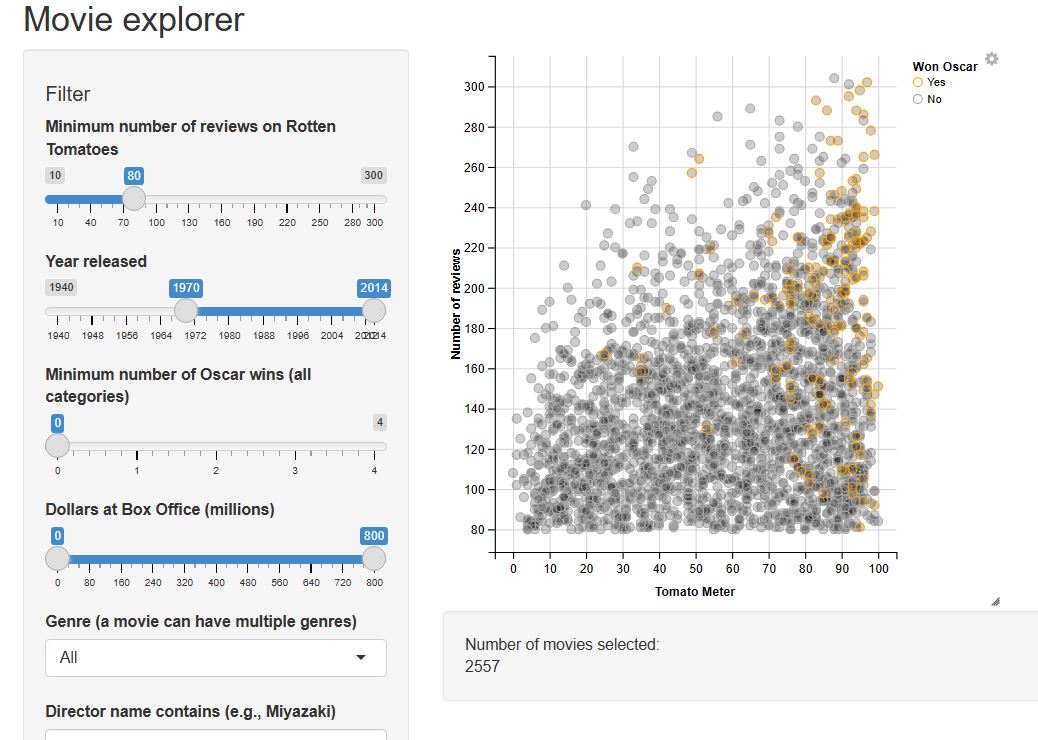 Movie explorer
Filter
Minimum number of reviews on Rotten
Tomatoes
10 80 300
10 40 70 100 130 160 190 220 250 280 300
Year released
1940 1970 2014
1940 1948 1956 1964 1972 1980 1988 1996 2004 2014
Minimum number of Oscar wins (all
categories)
0 4
0 1 2 3 4
Dollars at Box Office (millions)
0 800
0 80 160 240 320 400 480 560 640 720 800
Genre (a movie can have multiple genres)
All
Director name contains (e.g., Miyazaki)
300
280
260
240
220
200
180
160
140
120
100
80
Number of reviews
0 10 20 30 40 50 60 70 80 90 100
Tomato Meter
Won Oscar
Yes
No
Number of movies selected:
2557